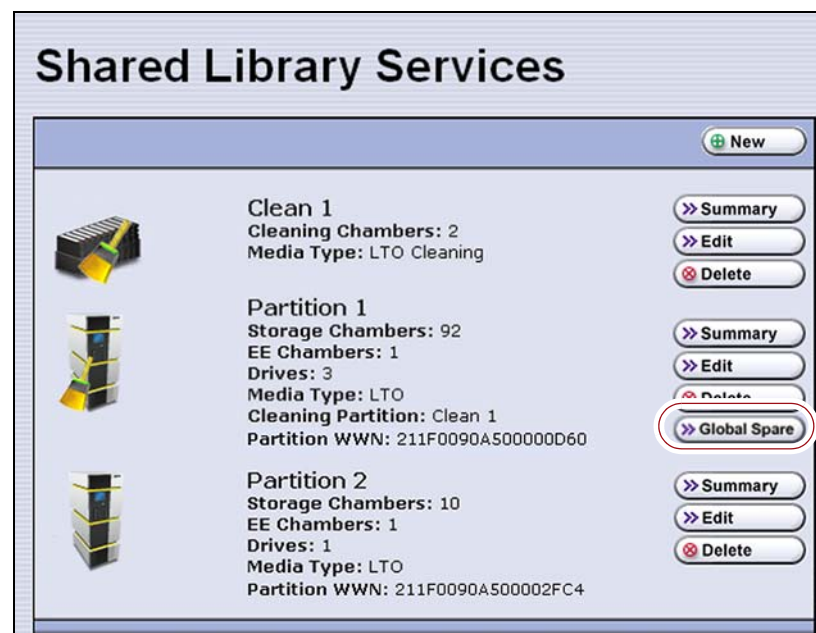 Shared Library Services
New
Clean 1
Cleaning Chambers: 2
Media Type: LTO Cleaning
Summary
Edit
Delete
Partition 1
Storage Chambers: 92
EE Chambers: 1
Drives: 3
Media Type: LTO
Cleaning Partition: Clean 1
Partition WWN: 211F0090A500000D60
Summary
Edit
Delete
Global Spare
Partition 2
Storage Chambers: 10
EE Chambers: 1
Drives: 1
Media Type: LTO
Partition WWN: 211F0090A500002FC4
Summary
Edit
Delete